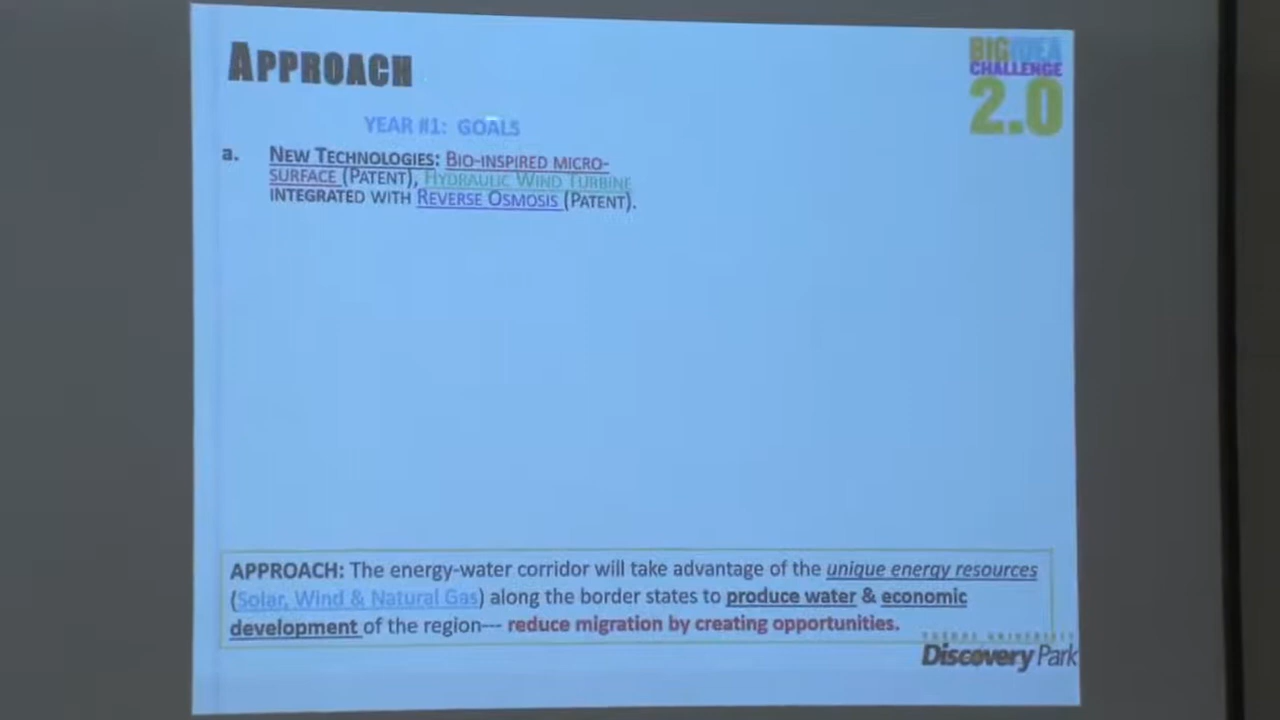 APPROACH
BIG IDEA
CHALLENGE
2.0
YEAR #1: GOALS
a. NEW TECHNOLOGIES: BIO-INSPIRED MICRO-
SURFACE (PATENT), HYDRAULIC WIND TURBINE
INTEGRATED WITH REVERSE OSMOSIS (PATENT).
APPROACH: The energy-water corridor will take advantage of the unique energy resources
(Solar, Wind & Natural Gas) along the border states to produce water & economic
development of the region--- reduce migration by creating opportunities.
PURDUE UNIVERSITY
Discovery Park